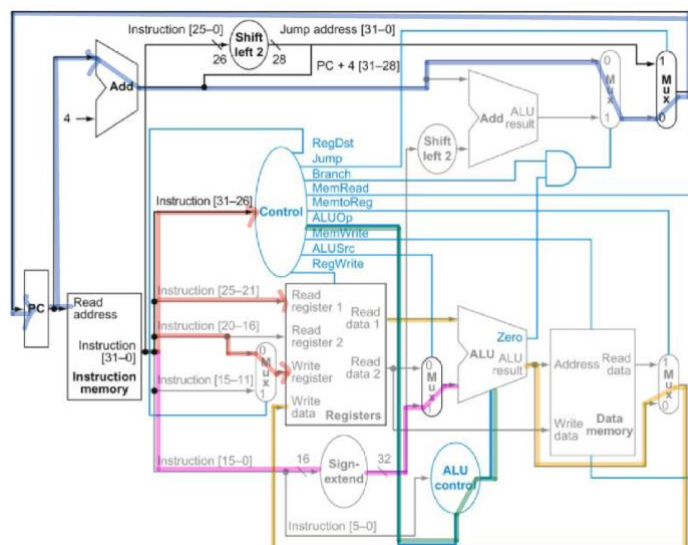 Instruction [25–0]
Shift
left 2
Jump address [31–0]
26
28
PC + 4 [31–28]
Add
4
0
M
u
x
1
1
M
u
x
0
Add
ALU
result
Shift
left 2
RegDst
Jump
Branch
MemRead
MemtoReg
ALUOp
MemWrite
ALUSrc
RegWrite
Control
Instruction [31–26]
PC
Read
address
Instruction
[31–0]
Instruction
memory
Instruction [25–21]
Instruction [20–16]
Instruction [15–11]
0
M
u
x
1
Read
register 1
Read
register 2
Write
register
Write
data
Read
data 1
Read
data 2
Registers
0
M
u
x
Zero
ALU
ALU
result
Address
Read
data
Write
data
Data
memory
1
M
u
x
0
Instruction [15–0]
16
Sign-
extend
32
ALU
control
Instruction [5–0]